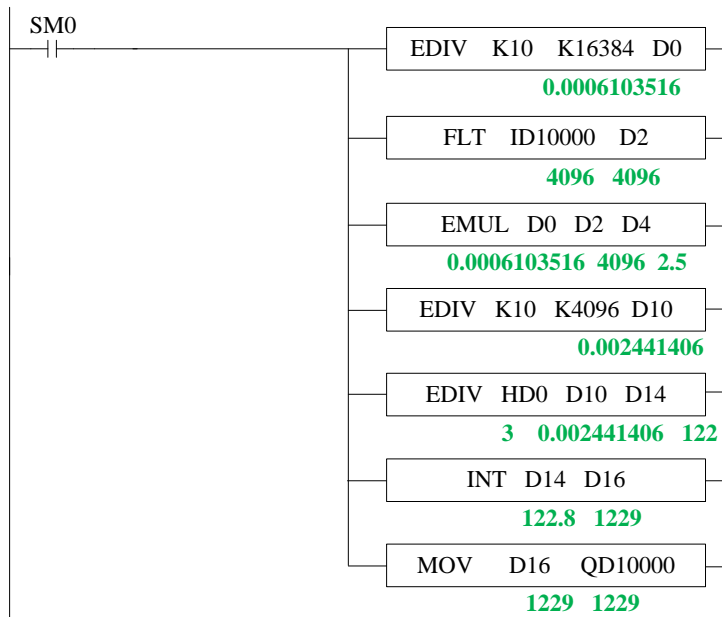 SM0
EDIV K10 K16384 D0
0.0006103516
FLT ID10000 D2
4096 4096
EMUL D0 D2 D4
0.0006103516 4096 2.5
EDIV K10 K4096 D10
0.002441406
EDIV HD0 D10 D14
3 0.002441406 122
INT D14 D16
122.8 1229
MOV D16 QD10000
1229 1229